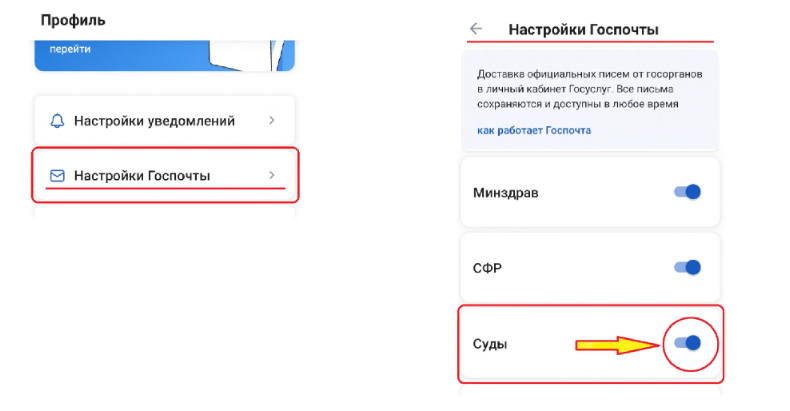 Профиль
перейти
Настройки уведомлений
Настройки Госпочты
Настройки Госпочты
Доставка официальных писем от госорганов
в личный кабинет Госуслуг. Все письма
сохраняются и доступны в любое время
как работает Госпочта
Минздрав
СФР
Суды